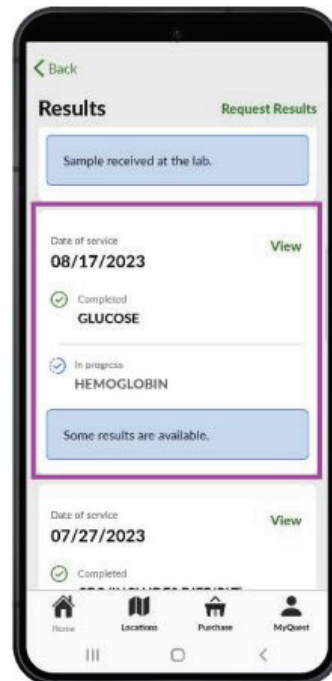 Back
Results Request Results
Sample received at the lab.
Date of service
08/17/2023 View
Completed
GLUCOSE
In progress
HEMOGLOBIN
Some results are available.
Date of service
07/27/2023 View
Completed
Home Locations Purchase MyQuest